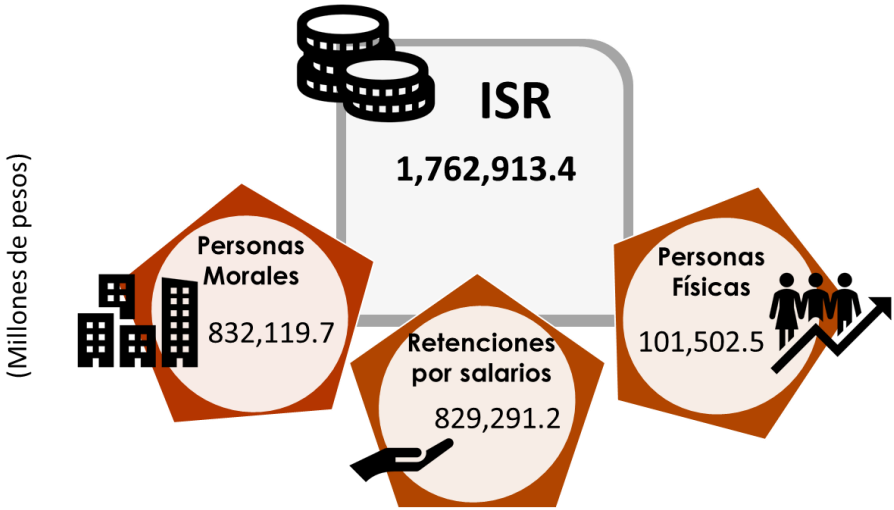 (Millones de pesos)
ISR
1,762,913.4
Personas
Morales
832,119.7
Retenciones
por salarios
829,291.2
Personas
Físicas
101,502.5